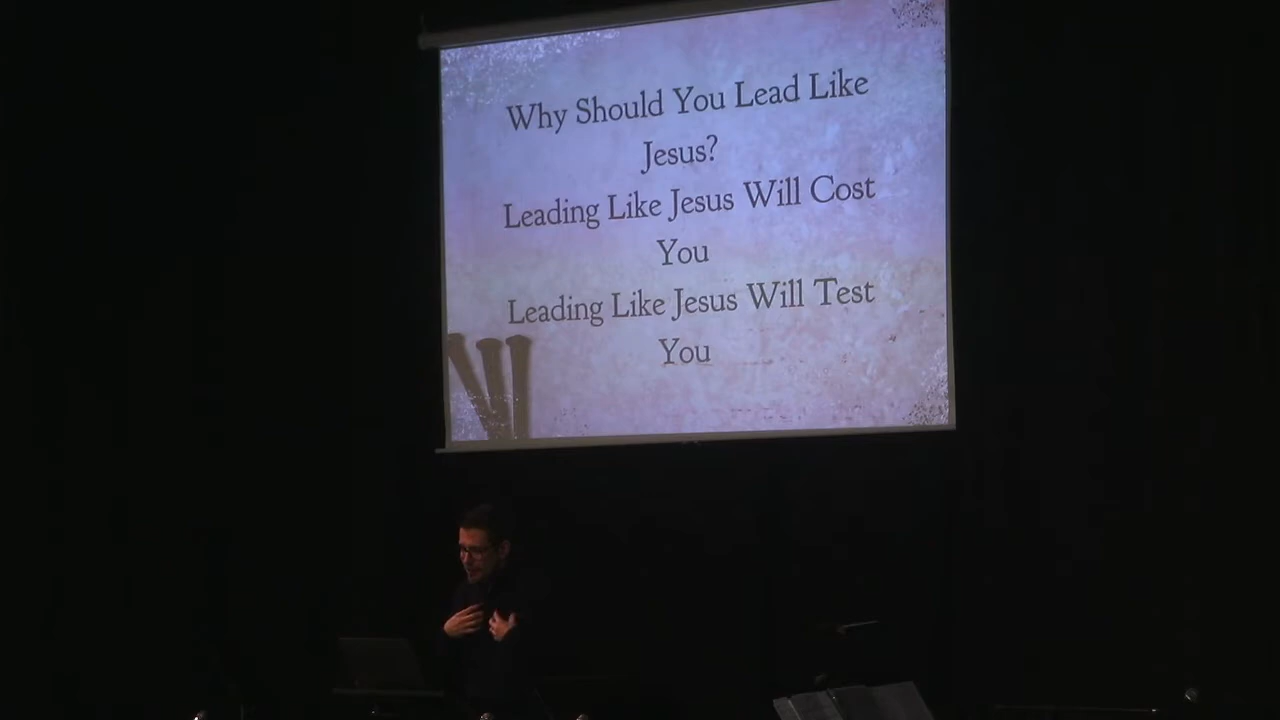 Why Should You Lead Like
Jesus?
Leading Like Jesus Will Cost
You
Leading Like Jesus Will Test
You